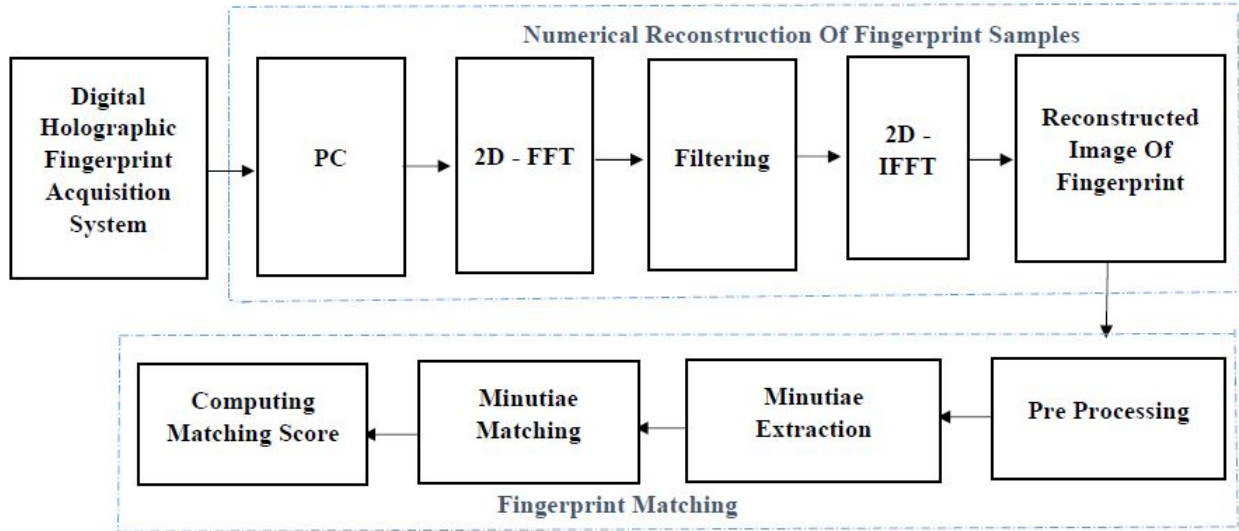 Numerical Reconstruction Of Fingerprint Samples
Digital
Holographic
Fingerprint
Acquisition
System
PC
2D - FFT
Filtering
2D -
IFFT
Reconstructed
Image Of
Fingerprint
Computing
Matching Score
Minutiae
Matching
Minutiae
Extraction
Pre Processing
Fingerprint Matching